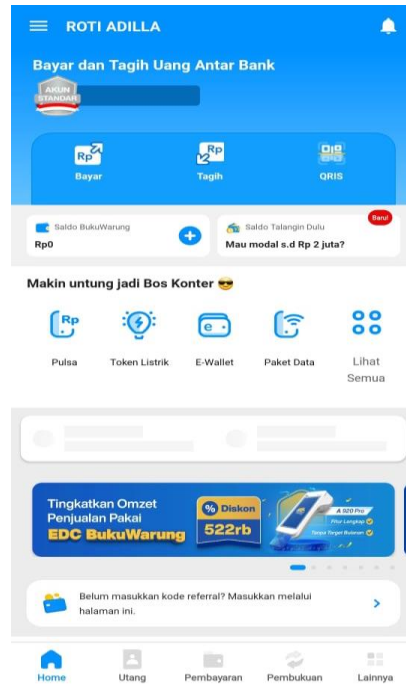 ROTI ADILLA
Bayar dan Tagih Uang Antar Bank
AKUN
STANDAR
Rp
Rp
Bayar
Tagih
QRIS
Saldo BukuWarung
Rp0
Saldo Talangin Dulu
Baru!
Mau modal s.d Rp 2 juta?
Makin untung jadi Bos Konter 😎
Rp
e
Pulsa
Token Listrik
E-Wallet
Paket Data
Lihat
Semua
Tingkatkan Omzet
Penjualan Pakai
EDC BukuWarung
% Diskon
522rb
A 920 Pro
Fitur Lengkap
Tanpa Target Bulanan
Belum masukkan kode referral? Masukkan melalui
halaman ini.
Home
Utang
Pembayaran
Pembukuan
Lainnya